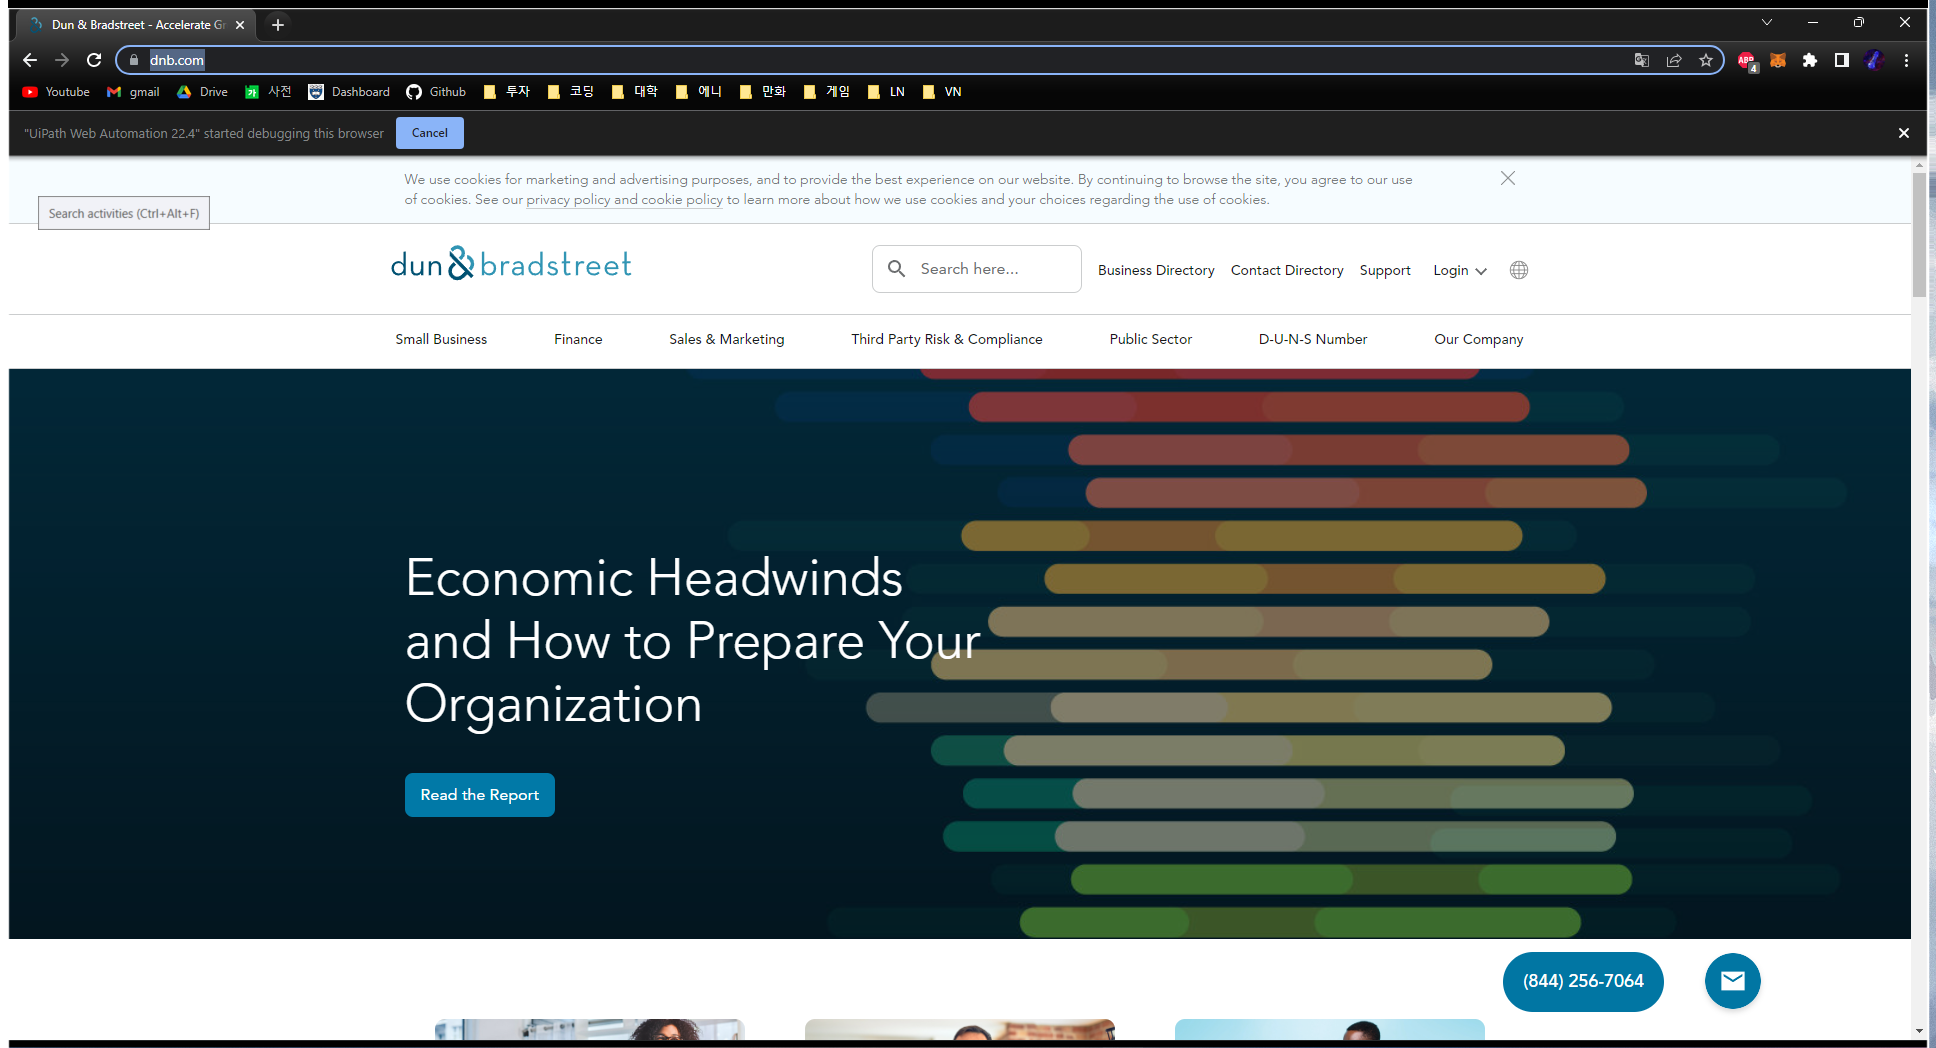 Dun & Bradstreet - Accelerate Gr
dnb.com
ABP
4
Youtube gmail Drive 사전 Dashboard Github 투자 코딩 대학 에니 만화 게임 LN VN
"UiPath Web Automation 22.4" started debugging this browser Cancel
We use cookies for marketing and advertising purposes, and to provide the best experience on our website. By continuing to browse the site, you agree to our use
of cookies. See our privacy policy and cookie policy to learn more about how we use cookies and your choices regarding the use of cookies.
Search activities (Ctrl+Alt+F)
dun & bradstreet
Search here...
Business Directory Contact Directory Support Login
Small Business Finance Sales & Marketing Third Party Risk & Compliance Public Sector D-U-N-S Number Our Company
Economic Headwinds
and How to Prepare Your
Organization
Read the Report
(844) 256-7064